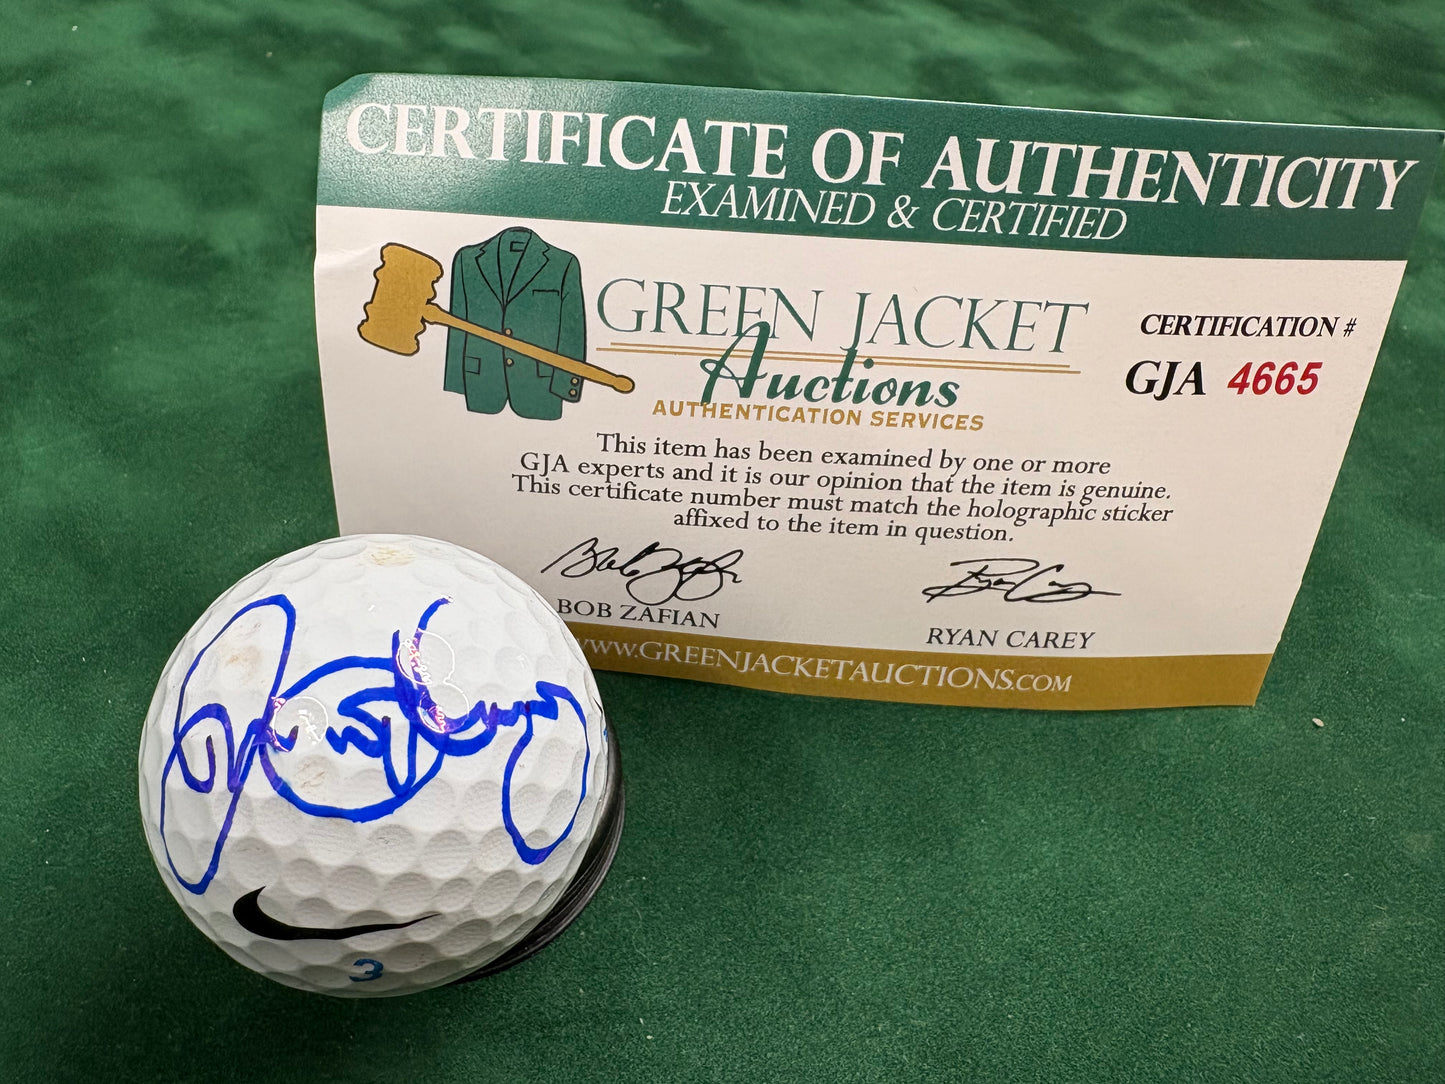 CERTIFICATE OF AUTHENTICITY
EXAMINED & CERTIFIED
GREEN JACKET
Auctions
AUTHENTICATION SERVICES
CERTIFICATION #
GJA 4665
This item has been examined by one or more
GJA experts and it is our opinion that the item is genuine.
This certificate number must match the holographic sticker
affixed to the item in question.
BOB ZAFIAN
RYAN CAREY
www.GREENJACKETAUCTIONS.COM
3